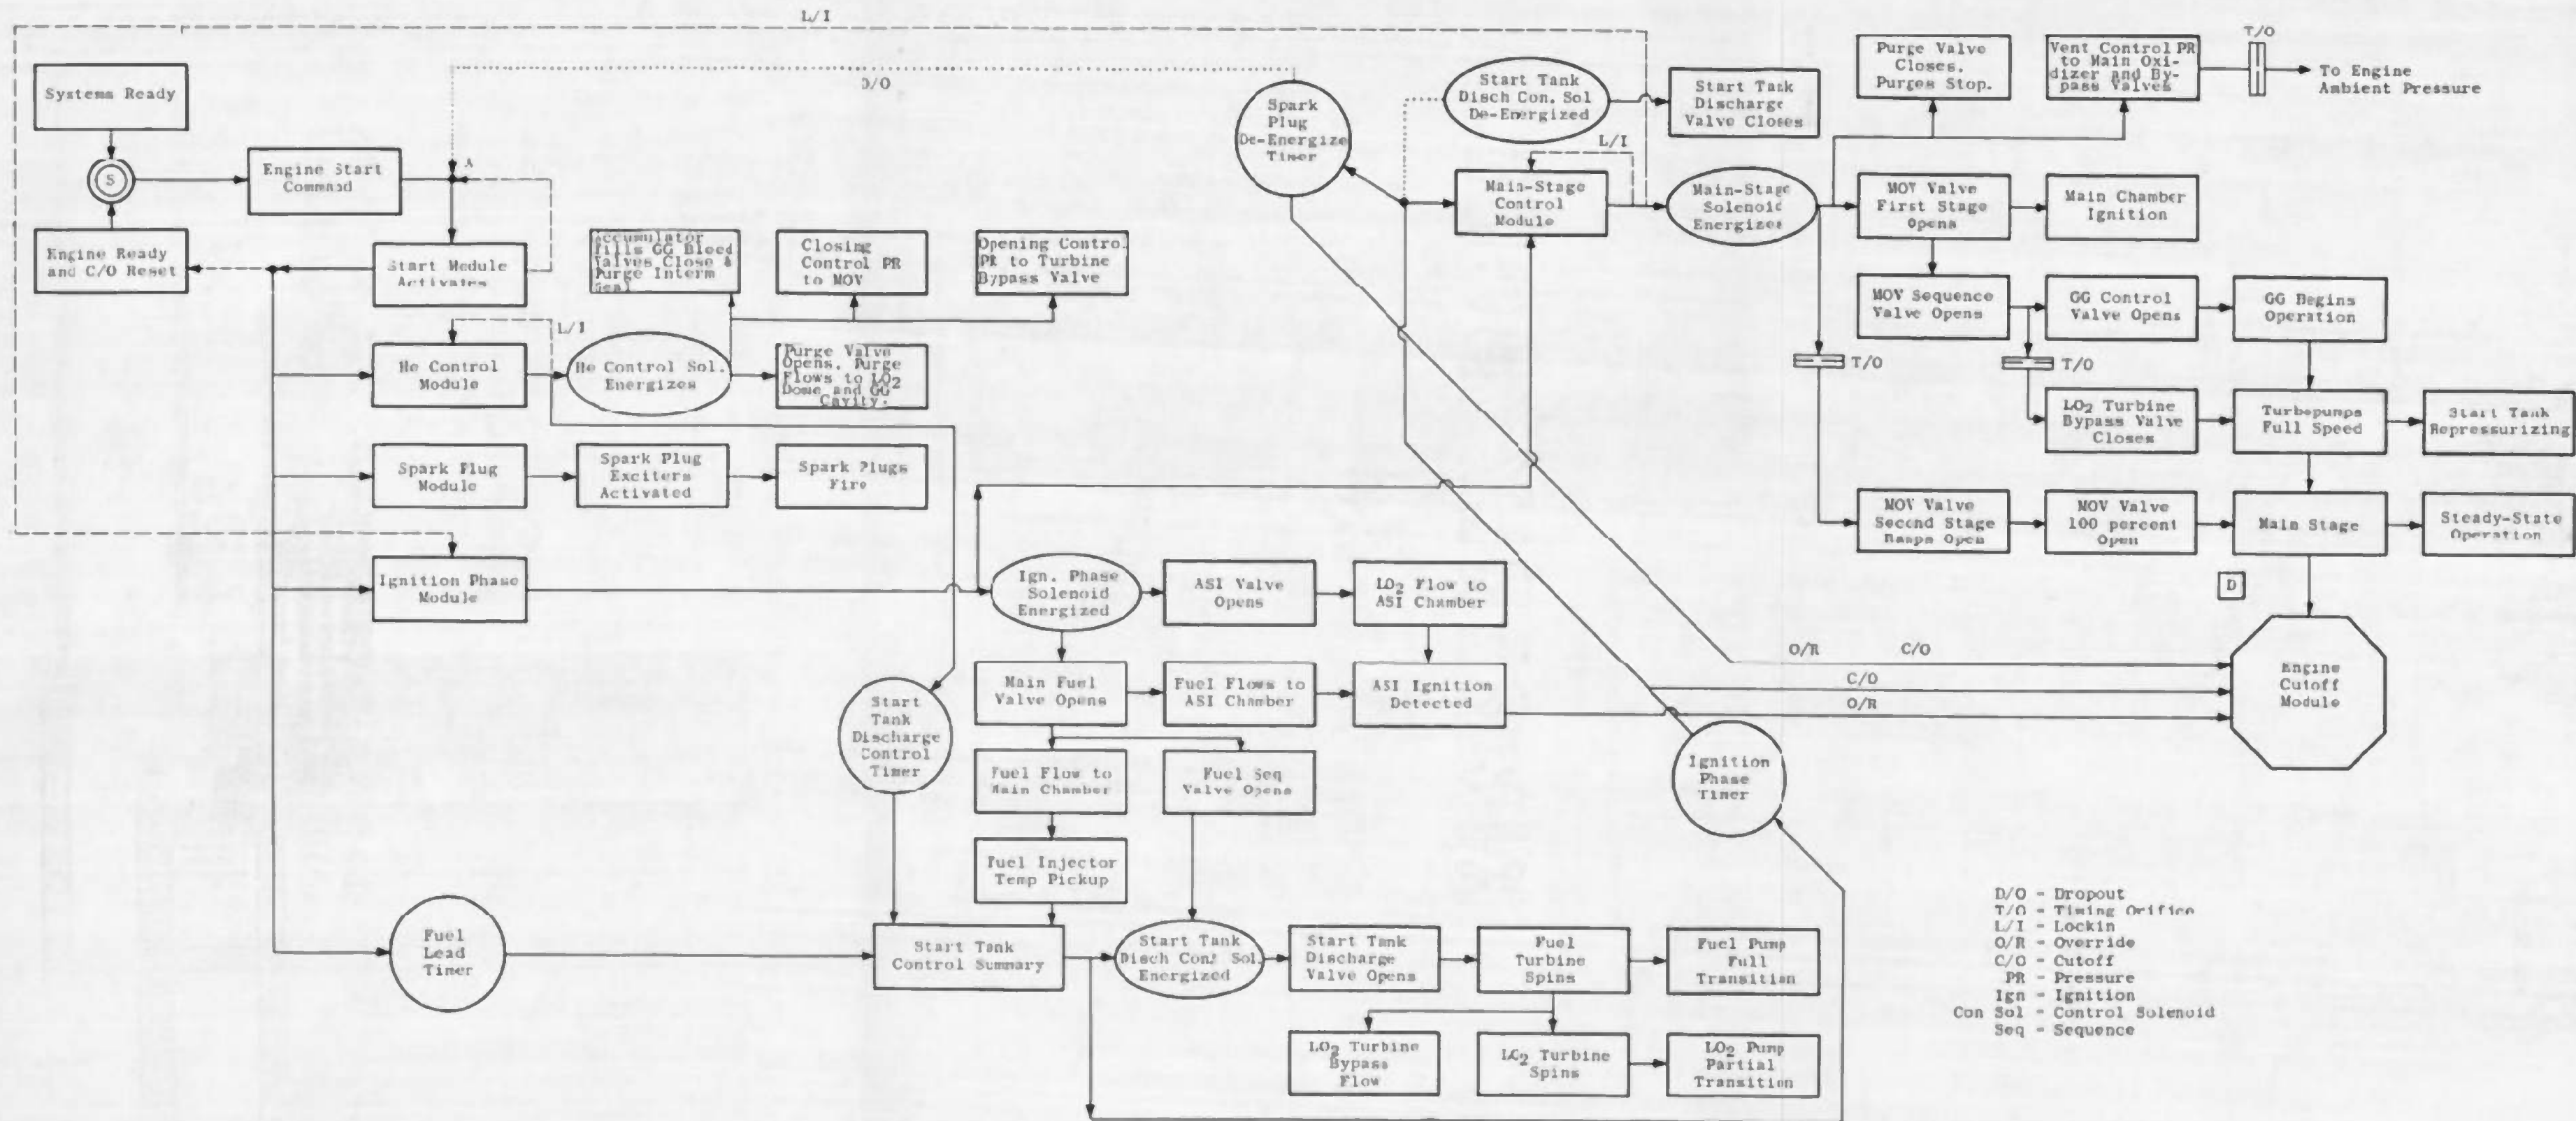 L/I
D/O
T/O
Systems Ready
S
Engine Start
Command
A
Engine Ready
and C/O Reset
Start Module
Activates
Accumulator
Fills GG Bleed
Valves Close &
Purge Interm
Seal
Closing
Control PR
to MOV
Opening Control
PR to Turbine
Bypass Valve
L/I
He Control
Module
He Control Sol.
Energizes
Purge Valve
Opens. Purge
Flows to LO2
Dome and GG
Cavity.
Spark Plug
Module
Spark Plug
Exciters
Activated
Spark Plugs
Fire
Ignition Phase
Module
Spark
Plug
De-Energize
Timer
Start Tank
Disch Con. Sol
De-Energized
Start Tank
Discharge
Valve Closes
L/I
Main-Stage
Control
Module
Main-Stage
Solenoid
Energizes
Purge Valve
Closes.
Purges Stop.
Vent Control PR
to Main Oxi-
dizer and By-
pass Valves
To Engine
Ambient Pressure
MOV Valve
First Stage
Opens
Main Chamber
Ignition
MOV Sequence
Valve Opens
GG Control
Valve Opens
GG Begins
Operation
T/O
T/O
LO2 Turbine
Bypass Valve
Closes
Turbopumps
Full Speed
Start Tank
Repressurizing
MOV Valve
Second Stage
Ramps Open
MOV Valve
100 percent
Open
Main Stage
Steady-State
Operation
D
Ign. Phase
Solenoid
Energized
ASI Valve
Opens
LO2 Flow to
ASI Chamber
Main Fuel
Valve Opens
Fuel Flows to
ASI Chamber
ASI Ignition
Detected
O/R C/O
C/O
O/R
Engine
Cutoff
Module
Start
Tank
Discharge
Control
Timer
Fuel Flow to
Main Chamber
Fuel Seq
Valve Opens
Ignition
Phase
Timer
Fuel Injector
Temp Pickup
Fuel
Lead
Timer
Start Tank
Control Summary
Start Tank
Disch Con. Sol.
Energized
Start Tank
Discharge
Valve Opens
Fuel
Turbine
Spins
Fuel Pump
Full
Transition
LO2 Turbine
Bypass
Flow
LO2 Turbine
Spins
LO2 Pump
Partial
Transition
D/O = Dropout
T/O = Timing Orifice
L/I = Lockin
O/R = Override
C/O = Cutoff
PR = Pressure
Ign = Ignition
Con Sol = Control Solenoid
Seq = Sequence